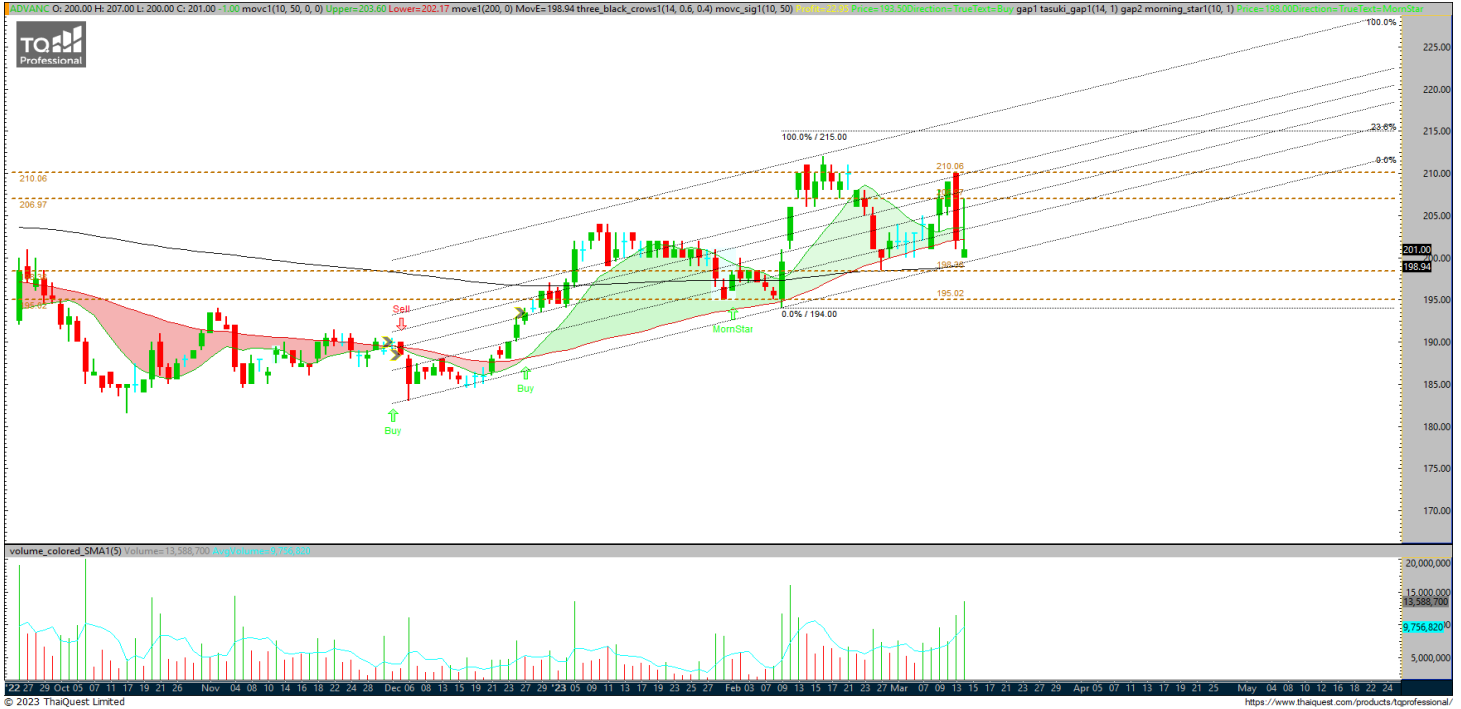 ADVANC O: 200.00 H: 207.00 L: 200.00 C: 201.00 -1.00 movc1(10, 50, 0, 0) Upper=203.60 Lower=202.17 move1(200, 0) MovE=198.94 three_black_crows1(14, 0.6, 0.4) movc_sig1(10, 50) Price=193.50Direction=TrueText=Buy gap1 tasuki_gap1(14, 1) gap2 morning_star1(10, 1) Price=198.00Direction=TrueText=MornStar
TQ
Professional
100.0%
225.00
220.00
215.00
23.6%
100.0% / 215.00
0.0%
210.06
210.06
210.00
206.97
205.00
201.00
200.00
198.94
195.02
195.00
0.0% / 194.00
Sell
MornStar
190.00
Buy
185.00
Buy
180.00
175.00
170.00
volume_colored_SMA1(5) Volume=13,588,700 AvgVolume=9,756,820
20,000,000
15,000,000
13,588,700
9,756,820
5,000,000
'22 27 29 Oct 05 07 11 17 19 21 26 Nov 04 08 10 14 16 18 22 24 28 Dec 06 08 13 15 19 21 23 27 29 '23 05 09 11 13 17 19 23 25 27 Feb 03 07 09 13 15 17 21 23 27 Mar 07 09 13 15 17 21 23 27 29 Apr 05 07 11 13 17 19 21 25 May 04 08 10 12 16 18 22 24
© 2023 ThaiQuest Limited
https://www.thaiquest.com/products/tqprofessional/